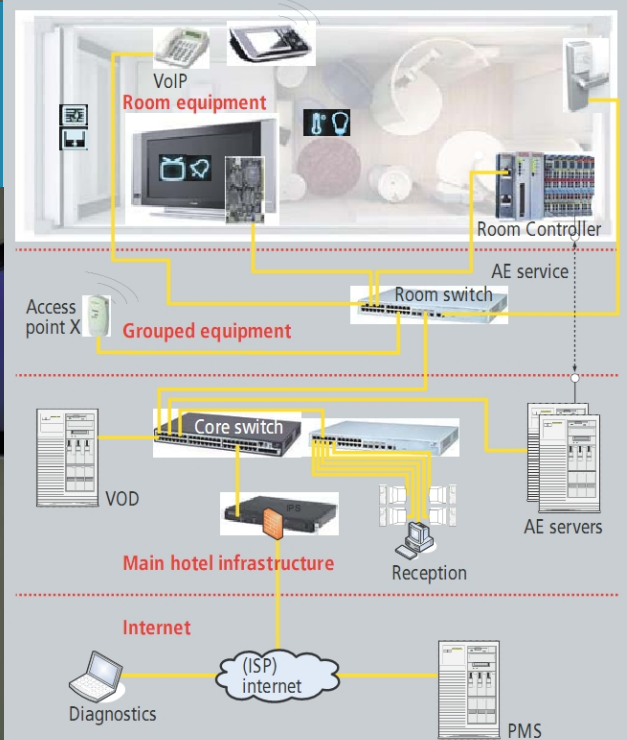 VoIP
Room equipment
Room Controller
AE service
Room switch
Access
point X
Grouped equipment
Core switch
VOD
IPS
AE servers
Reception
Main hotel infrastructure
Internet
(ISP)
internet
Diagnostics
PMS